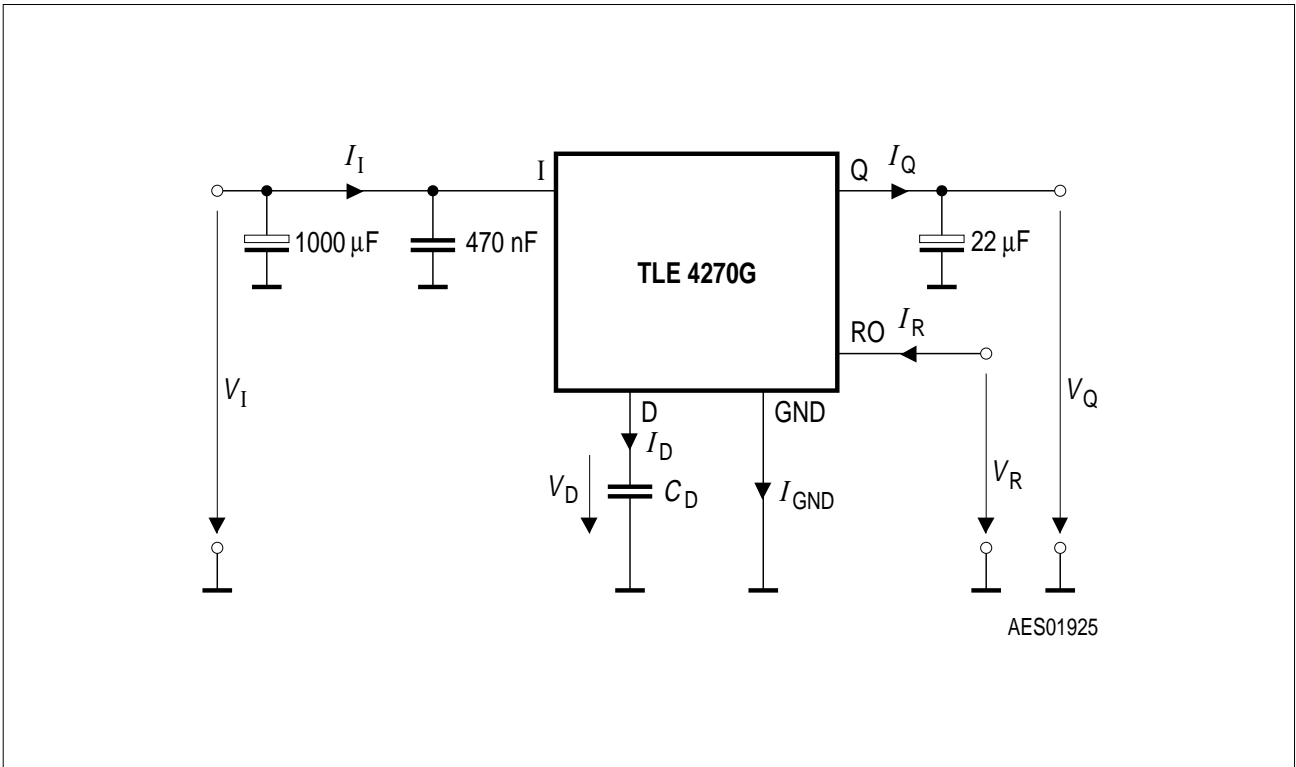 I_I
I
Q
I_Q
1000 µF
470 nF
22 µF
TLE 4270G
RO
I_R
V_I
D
GND
V_Q
I_D
V_D
C_D
I_GND
V_R
AES01925